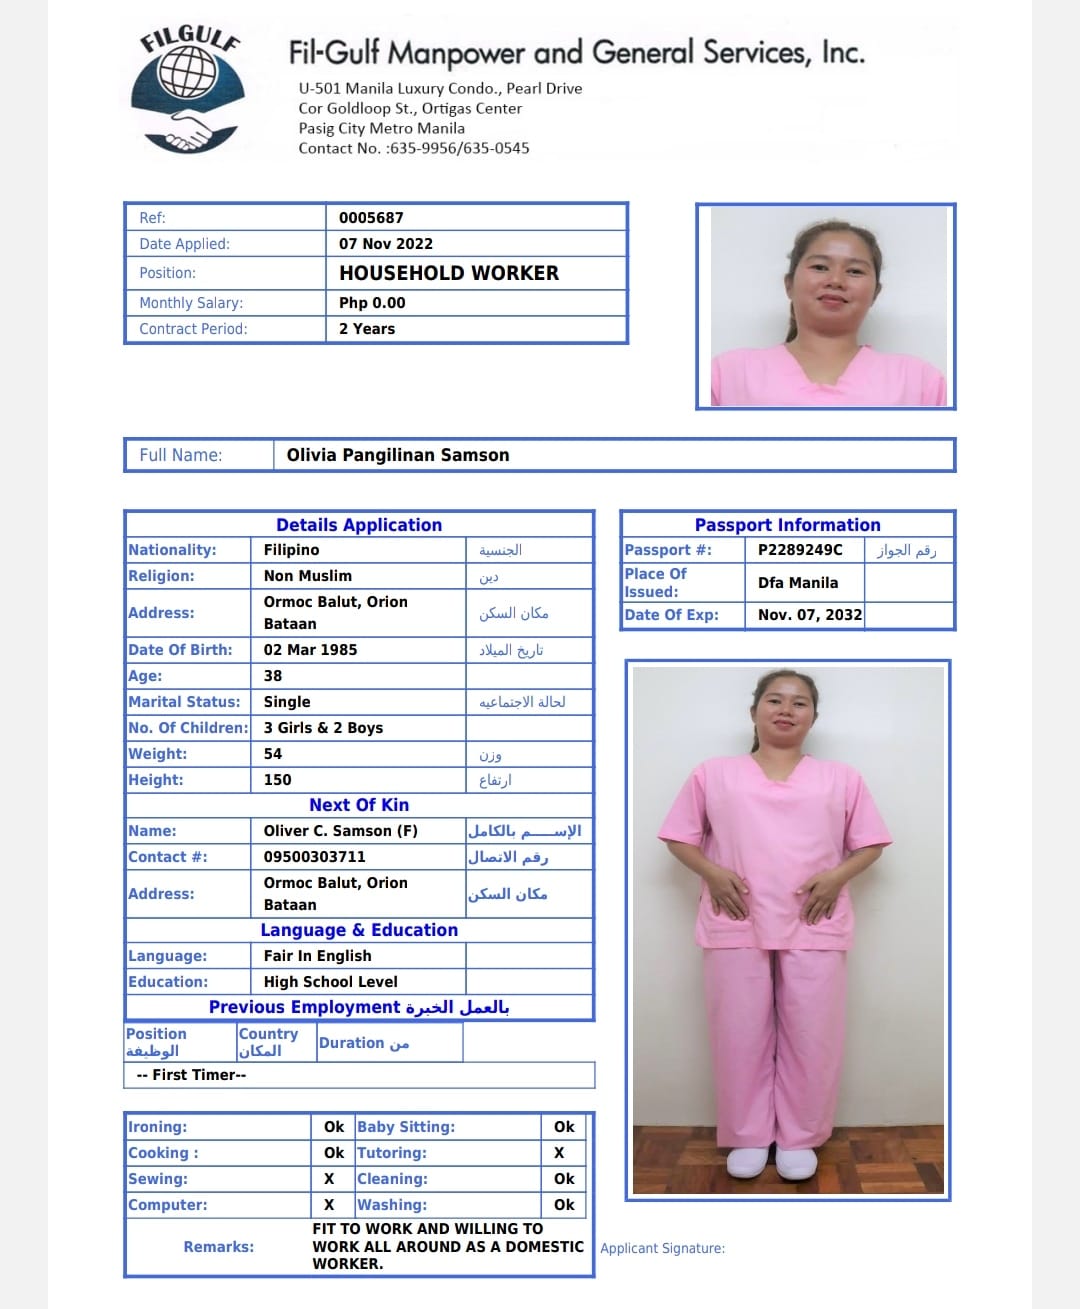 FILGULF
Fil-Gulf Manpower and General Services, Inc.
U-501 Manila Luxury Condo., Pearl Drive
Cor Goldloop St., Ortigas Center
Pasig City Metro Manila
Contact No. :635-9956/635-0545
Ref: 0005687
Date Applied: 07 Nov 2022
Position: HOUSEHOLD WORKER
Monthly Salary: Php 0.00
Contract Period: 2 Years
Full Name: Olivia Pangilinan Samson
Details Application
Nationality: Filipino الجنسية
Religion: Non Muslim دين
Address: Ormoc Balut, Orion
Bataan مكان السكن
Date Of Birth: 02 Mar 1985 تاريخ الميلاد
Age: 38
Marital Status: Single لحالة الاجتماعيه
No. Of Children: 3 Girls & 2 Boys
Weight: 54 وزن
Height: 150 ارتفاع
Next Of Kin
Name: Oliver C. Samson (F) الإســـم بالكامل
Contact #: 09500303711 رقم الاتصال
Address: Ormoc Balut, Orion
Bataan مكان السكن
Language & Education
Language: Fair In English
Education: High School Level
Previous Employment بالعمل الخبرة
Position Country Duration من
الوظيفة المكان
-- First Timer--
Passport Information
Passport #: P2289249C رقم الجواز
Place Of
Issued: Dfa Manila
Date Of Exp: Nov. 07, 2032
Ironing: Ok Baby Sitting: Ok
Cooking : Ok Tutoring: X
Sewing: X Cleaning: Ok
Computer: X Washing: Ok
Remarks: FIT TO WORK AND WILLING TO
WORK ALL AROUND AS A DOMESTIC
WORKER.
Applicant Signature: